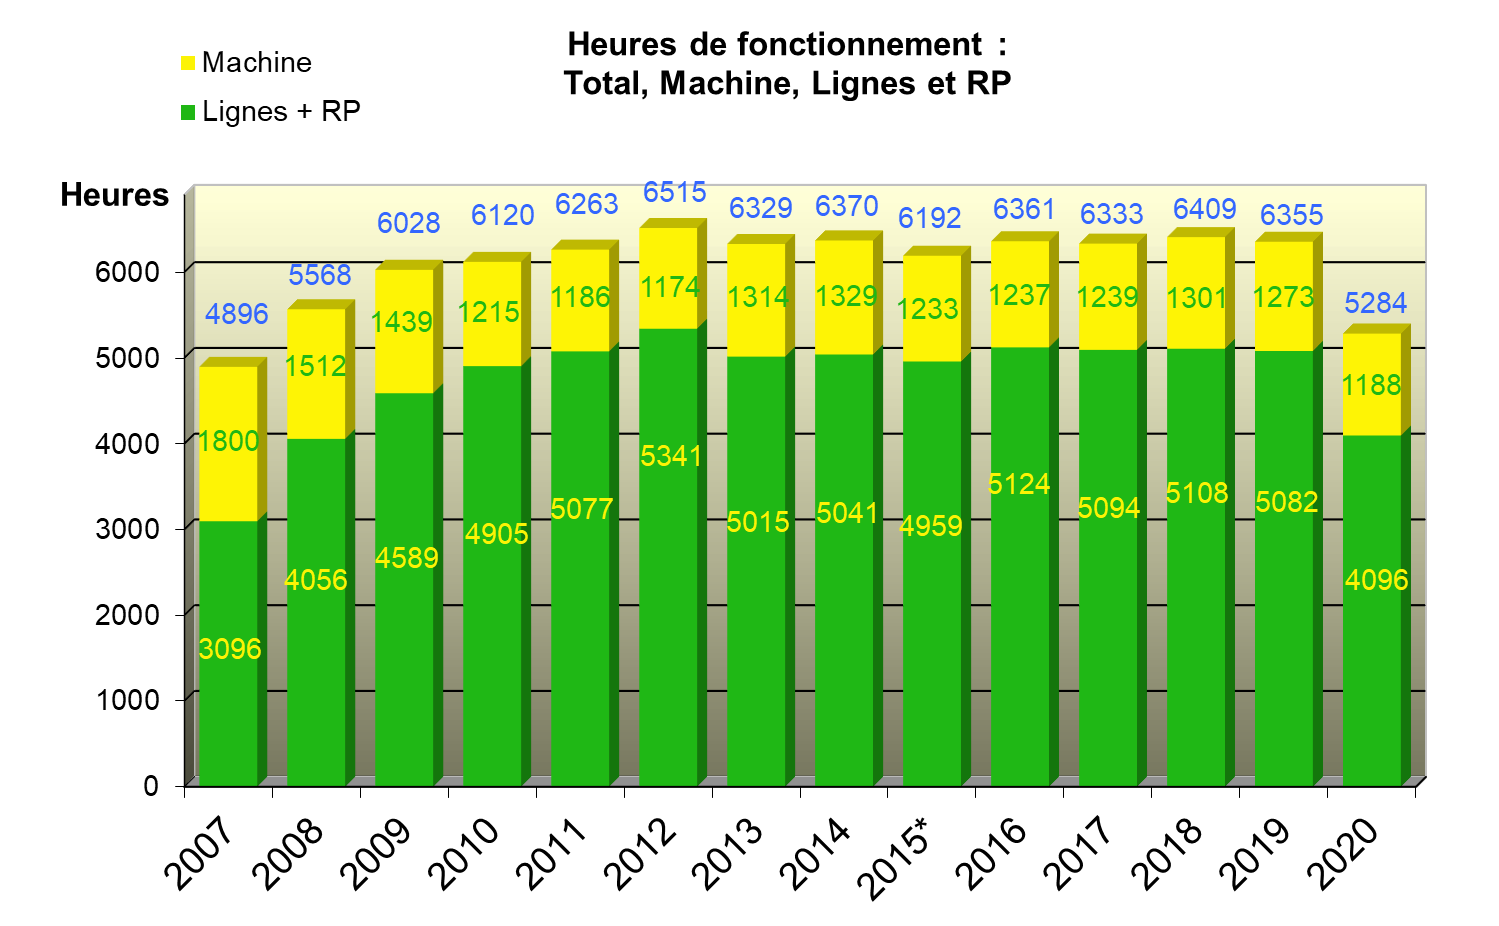 Heures de fonctionnement :
Total, Machine, Lignes et RP
Machine
Lignes + RP
Heures
4896 5568 6028 6120 6263 6515 6329 6370 6192 6361 6333 6409 6355 5284
1800 1512 1439 1215 1186 1174 1314 1329 1233 1237 1239 1301 1273 1188
3096 4056 4589 4905 5077 5341 5015 5041 4959 5124 5094 5108 5082 4096
6000
5000
4000
3000
2000
1000
0
2007 2008 2009 2010 2011 2012 2013 2014 2015* 2016 2017 2018 2019 2020